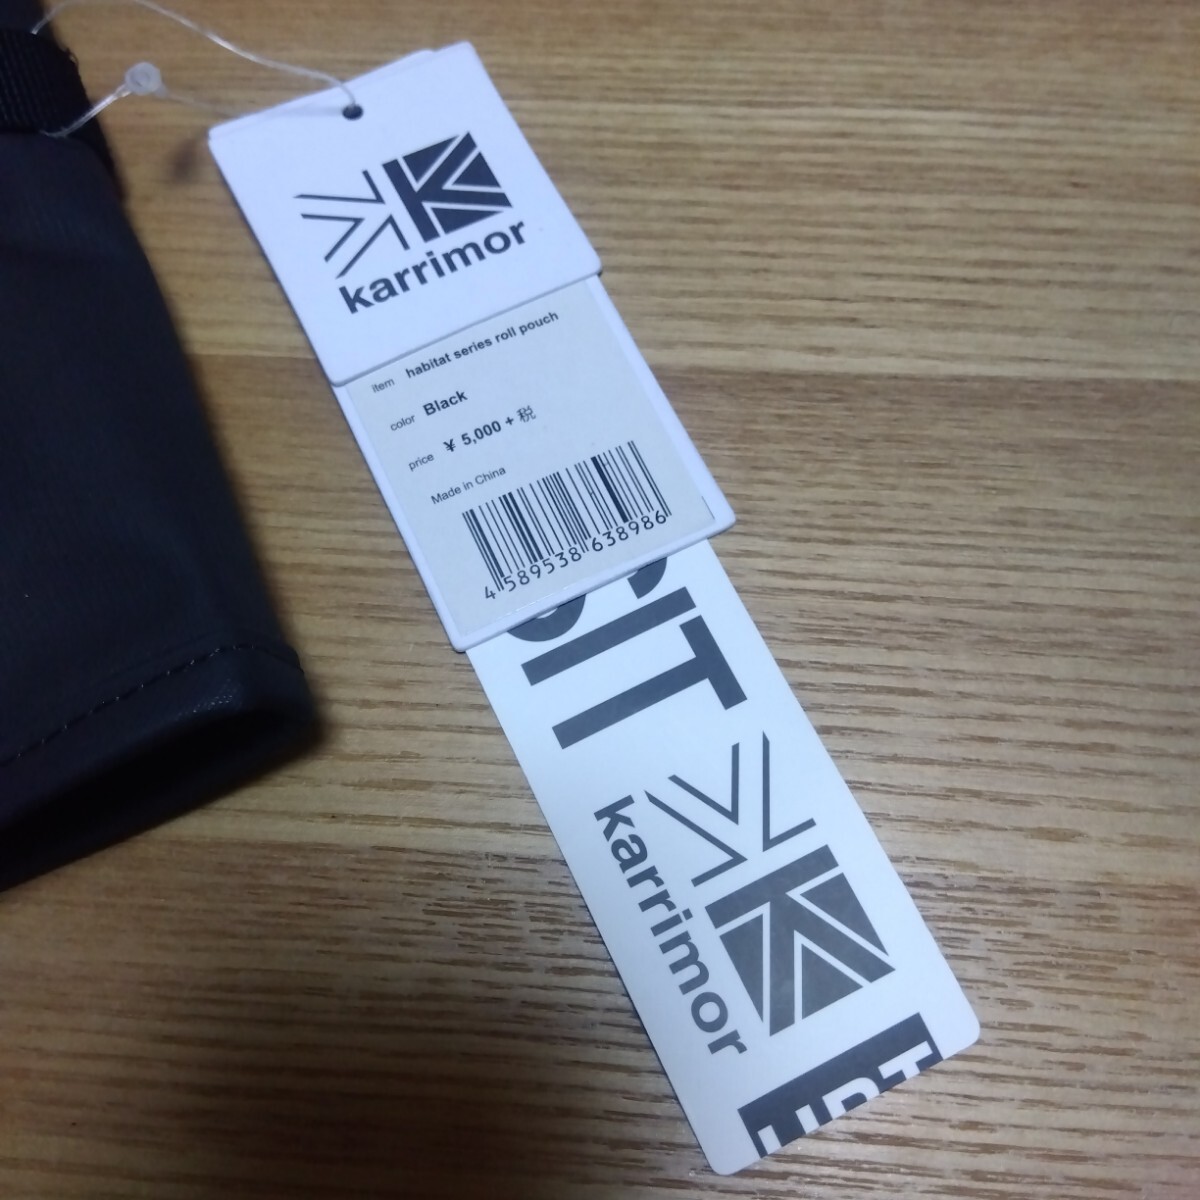 karrimor
item habitat series roll pouch
color Black
price ¥ 5,000 + 税
Made in China
4 589538 638986
karrimor